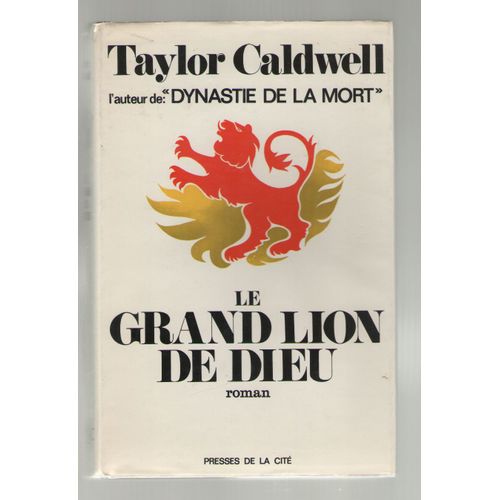 Taylor Caldwell
l'auteur de: «DYNASTIE DE LA MORT»
LE
GRAND LION
DE DIEU
roman
PRESSES DE LA CITÉ